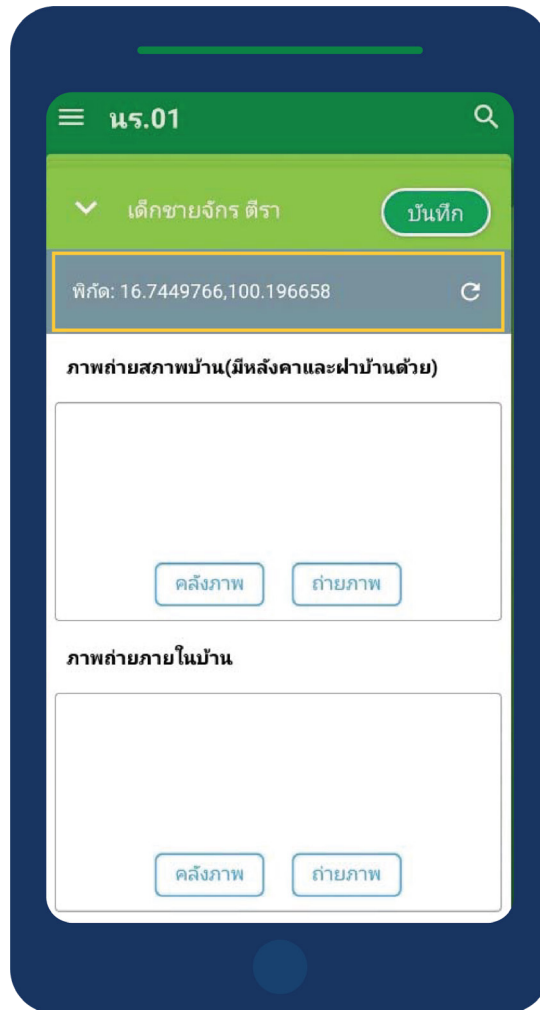 นร.01
เด็กชายจักร ตีรา
บันทึก
พิกัด: 16.7449766,100.196658
ภาพถ่ายสภาพบ้าน(มีหลังคาและฝาบ้านด้วย)
คลังภาพ ถ่ายภาพ
ภาพถ่ายภายในบ้าน
คลังภาพ ถ่ายภาพ